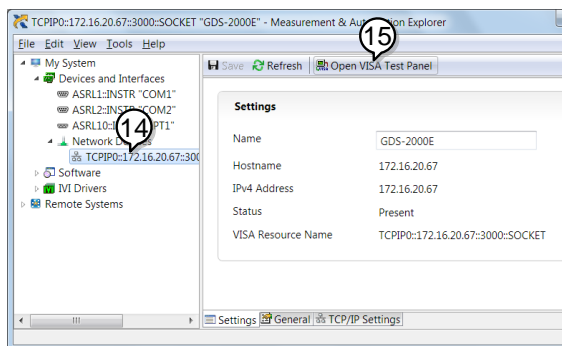 TCPIP0::172.16.20.67::3000::SOCKET "GDS-2000E" - Measurement & Automation Explorer
File Edit View Tools Help
Save Refresh Open VISA Test Panel
15
My System
Devices and Interfaces
ASRL1::INSTR "COM1"
ASRL2::INSTR "COM2"
ASRL10::
14
Network Devices
TCPIP0::172.16.20.67::300
Software
IVI Drivers
Remote Systems
Settings
Name GDS-2000E
Hostname 172.16.20.67
IPv4 Address 172.16.20.67
Status Present
VISA Resource Name TCPIP0::172.16.20.67::3000::SOCKET
Settings General TCP/IP Settings